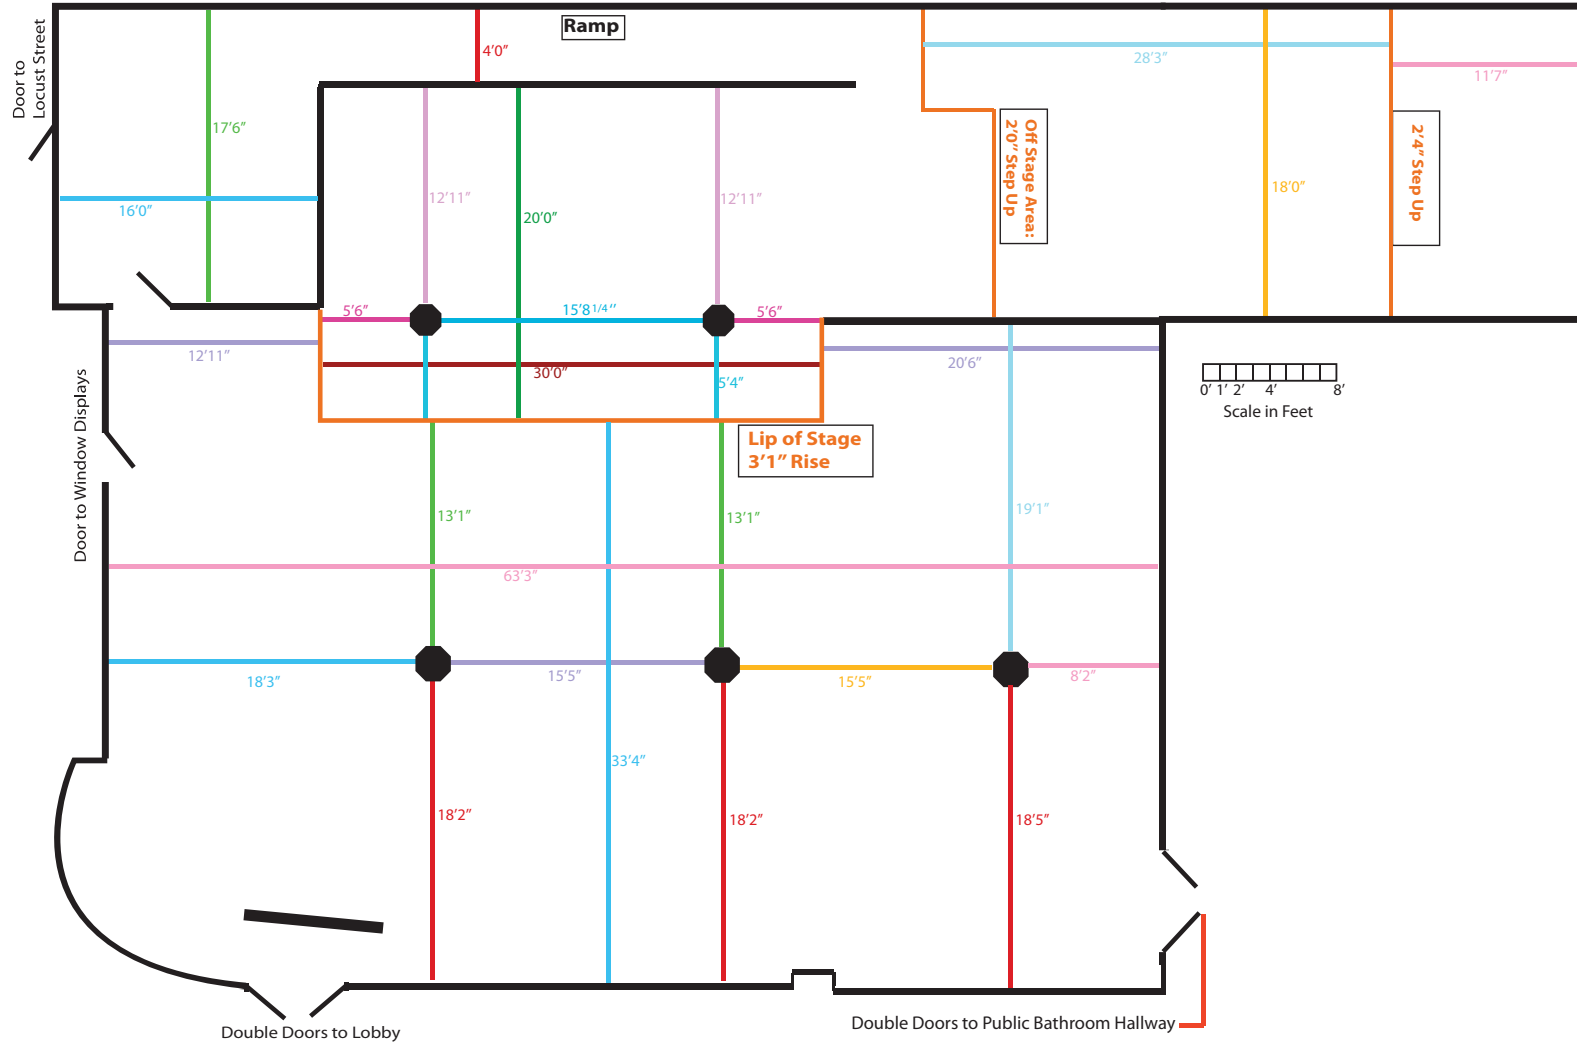 Ramp
Door to
Locust Street
4’0”
28’3”
11’7”
17’6”
Off Stage Area:
2’0” Step Up
2’4” Step Up
12’11”
12’11”
18’0”
16’0”
20’0”
5’6”
15’8 1/4”
5’6”
12’11”
20’6”
30’0”
5’4”
0’ 1’ 2’ 4’ 8’
Scale in Feet
Door to Window Displays
Lip of Stage
3’1” Rise
13’1”
13’1”
19’1”
63’3”
18’3”
15’5”
15’5”
8’2”
33’4”
18’2”
18’2”
18’5”
Double Doors to Lobby
Double Doors to Public Bathroom Hallway